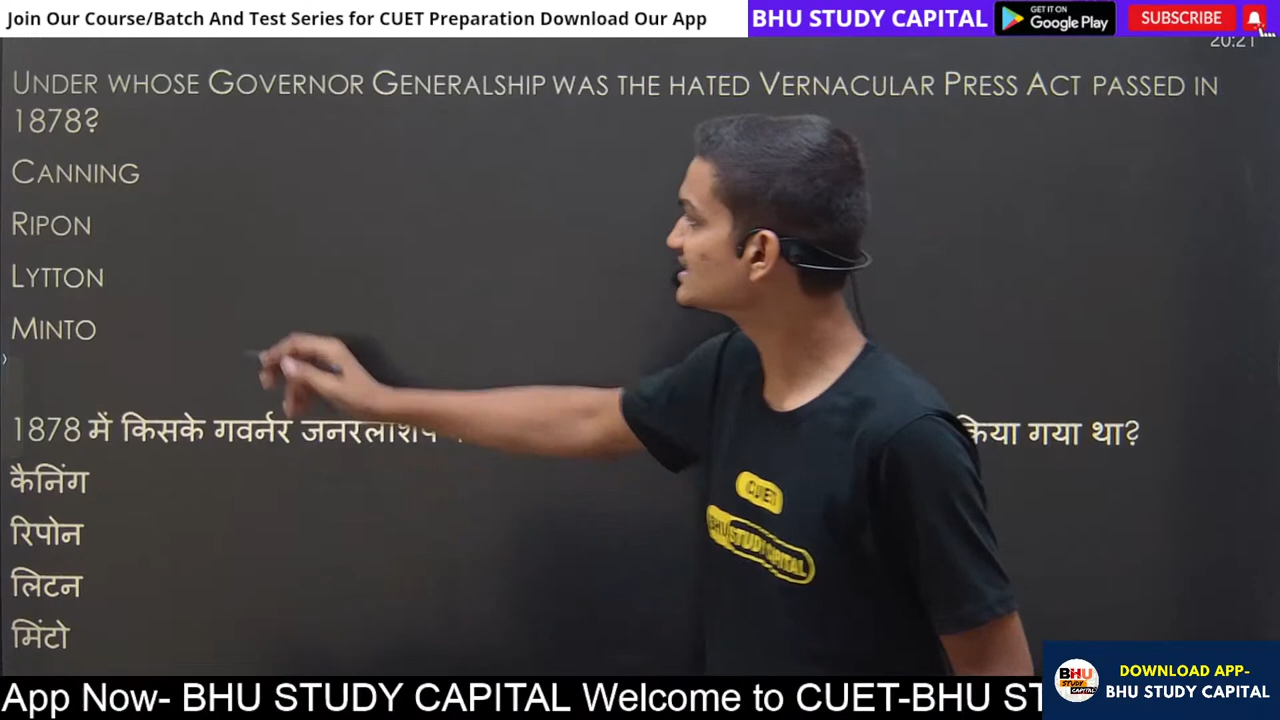 Join Our Course/Batch And Test Series for CUET Preparation Download Our App
BHU STUDY CAPITAL
GET IT ON
Google Play
SUBSCRIBE
20:21
UNDER WHOSE GOVERNOR GENERALSHIP WAS THE HATED VERNACULAR PRESS ACT PASSED IN
1878?
CANNING
RIPON
LYTTON
MINTO
1878 में किसके गवर्नर जनरलशिप
किया गया था?
कैनिंग
रिपोन
लिटन
मिंटो
CUET
BHU STUDY CAPITAL
BHU
STUDY
CAPITAL
DOWNLOAD APP-
BHU STUDY CAPITAL
App Now- BHU STUDY CAPITAL Welcome to CUET-BHU